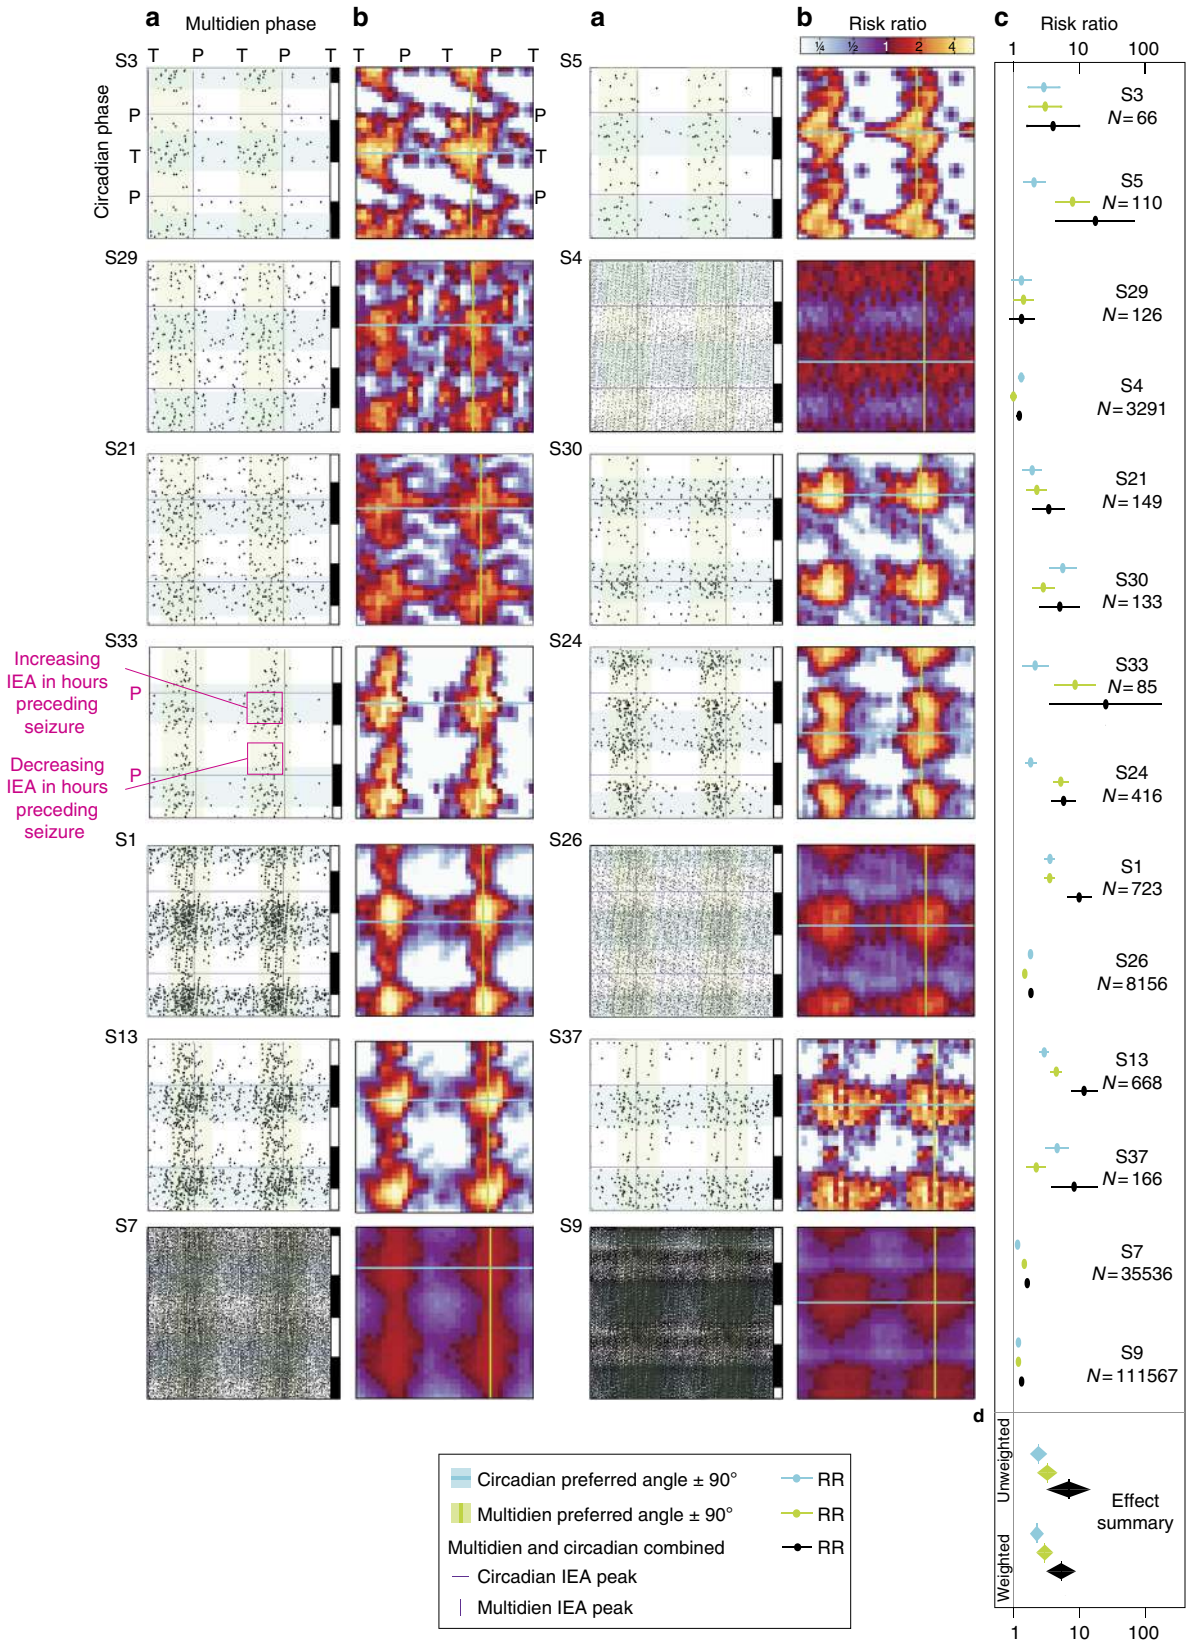 a Multidien phase b a b Risk ratio c Risk ratio
T P T P T
T P T P T
¼ ½ 1 2 4
1 10 100
S3
S5
Circadian phase
P
T
P
P
T
P
S3
N=66
S5
N=110
S29
S4
S29
N=126
S4
N=3291
S21
S30
S21
N=149
S30
N=133
S33
S24
Increasing
IEA in hours
preceding
seizure
P
Decreasing
IEA in hours
preceding
seizure
P
S33
N=85
S24
N=416
S1
S26
S1
N=723
S26
N=8156
S13
S37
S13
N=668
S37
N=166
S7
S9
S7
N=35536
S9
N=111567
d
Unweighted
Weighted
Effect
summary
1 10 100
Circadian preferred angle ± 90° RR
Multidien preferred angle ± 90° RR
Multidien and circadian combined RR
Circadian IEA peak
Multidien IEA peak